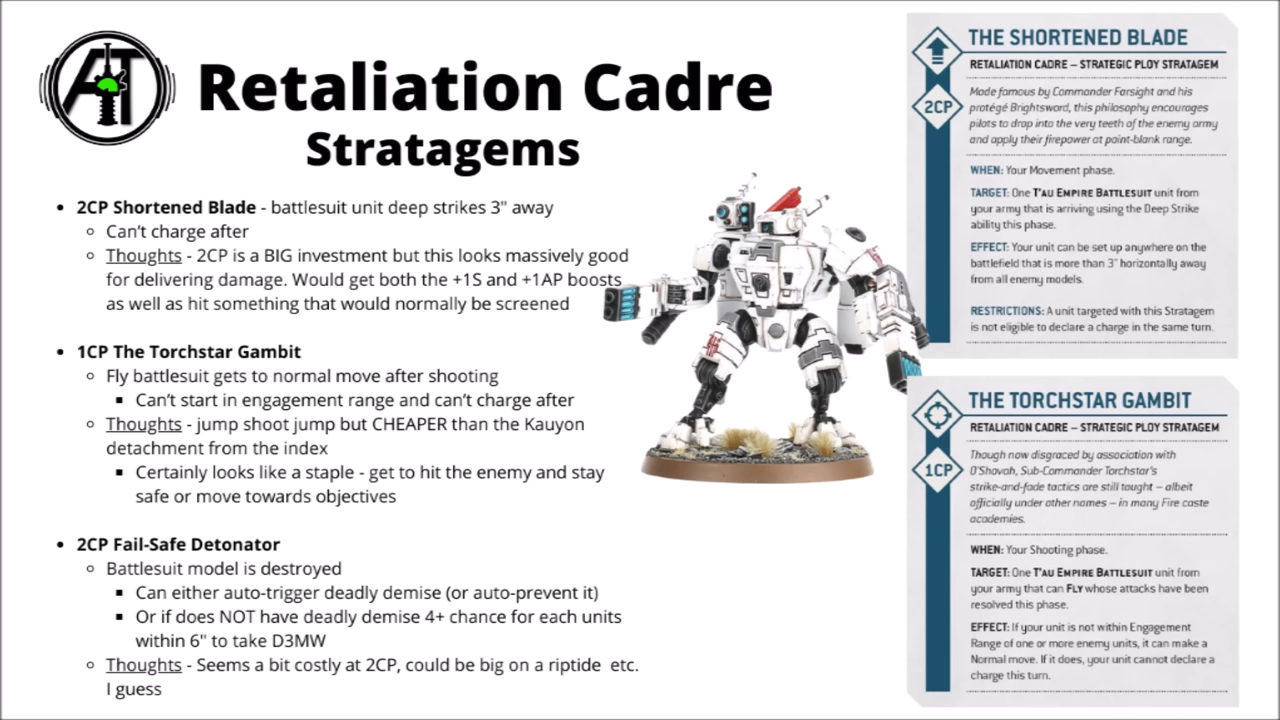 AT
Retaliation Cadre
Stratagems
• 2CP Shortened Blade - battlesuit unit deep strikes 3" away
○ Can't charge after
○ Thoughts - 2CP is a BIG investment but this looks massively good
for delivering damage. Would get both the +1S and +1AP boosts
as well as hit something that would normally be screened
• 1CP The Torchstar Gambit
○ Fly battlesuit gets to normal move after shooting
▪ Can't start in engagement range and can't charge after
○ Thoughts - jump shoot jump but CHEAPER than the Kauyon
detachment from the index
▪ Certainly looks like a staple - get to hit the enemy and stay
safe or move towards objectives
• 2CP Fail-Safe Detonator
○ Battlesuit model is destroyed
▪ Can either auto-trigger deadly demise (or auto-prevent it)
▪ Or if does NOT have deadly demise 4+ chance for each units
within 6" to take D3MW
○ Thoughts - Seems a bit costly at 2CP, could be big on a riptide etc.
I guess
THE SHORTENED BLADE
RETALIATION CADRE – STRATEGIC PLOY STRATAGEM
2CP
Made famous by Commander Farsight and his
protégé Brightsword, this philosophy encourages
pilots to drop into the very teeth of the enemy army
and apply their firepower at point-blank range.
WHEN: Your Movement phase.
TARGET: One T'AU EMPIRE BATTLESUIT unit from
your army that is arriving using the Deep Strike
ability this phase.
EFFECT: Your unit can be set up anywhere on the
battlefield that is more than 3" horizontally away
from all enemy models.
RESTRICTIONS: A unit targeted with this Stratagem
is not eligible to declare a charge in the same turn.
THE TORCHSTAR GAMBIT
RETALIATION CADRE – STRATEGIC PLOY STRATAGEM
1CP
Though now disgraced by association with
O'Shovah, Sub-Commander Torchstar's
strike-and-fade tactics are still taught – albeit
officially under other names – in many Fire caste
academies.
WHEN: Your Shooting phase.
TARGET: One T'AU EMPIRE BATTLESUIT unit from
your army that can FLY whose attacks have been
resolved this phase.
EFFECT: If your unit is not within Engagement
Range of one or more enemy units, it can make a
Normal move. If it does, your unit cannot declare a
charge this turn.